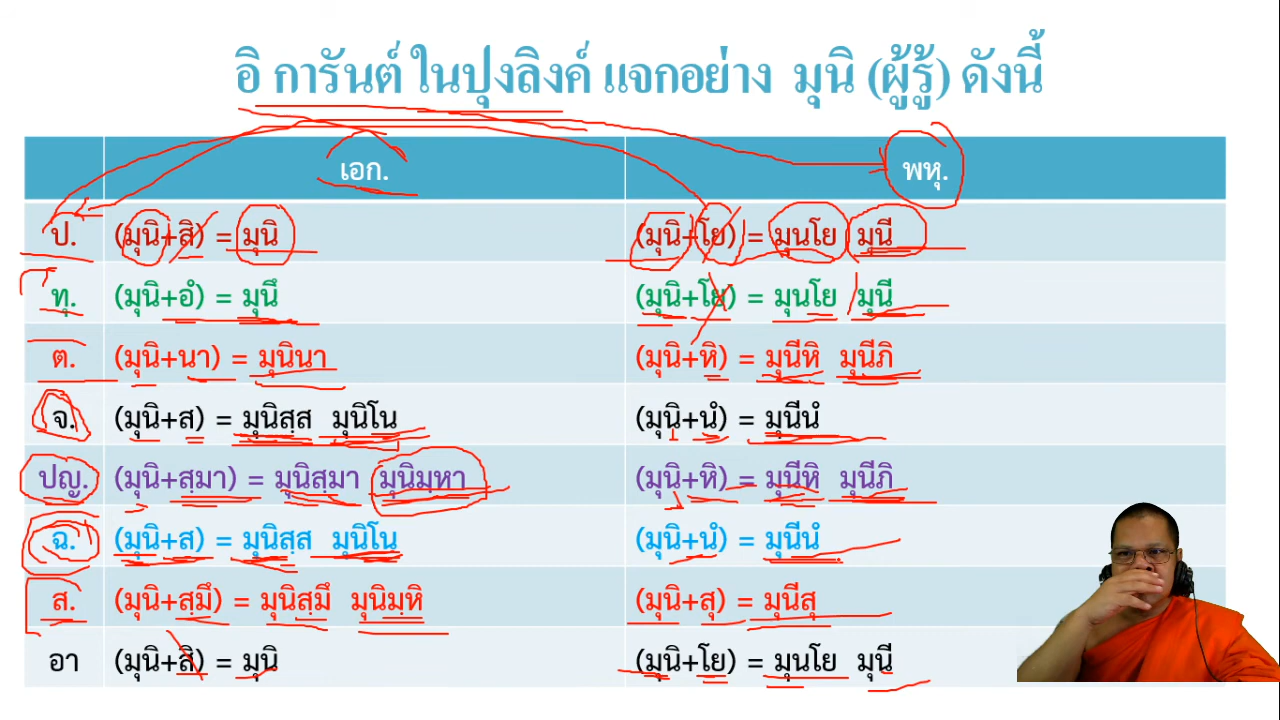 อิ การันต์ ในปุงลิงค์ แจกอย่าง มุนิ (ผู้รู้) ดังนี้
เอก. พหุ.
ป. (มุนิ+สิ) = มุนิ (มุนิ+โย) = มุนโย มุนี
ทุ. (มุนิ+อํ) = มุนึ (มุนิ+โย) = มุนโย มุนี
ต. (มุนิ+นา) = มุนินา (มุนิ+หิ) = มุนีหิ มุนีภิ
จ. (มุนิ+ส) = มุนิสฺส มุนิโน (มุนิ+นํ) = มุนีนํ
ปญ. (มุนิ+สฺมา) = มุนิสฺมา มุนิมฺหา (มุนิ+หิ) = มุนีหิ มุนีภิ
ฉ. (มุนิ+ส) = มุนิสฺส มุนิโน (มุนิ+นํ) = มุนีนํ
ส. (มุนิ+สฺมึ) = มุนิสฺมึ มุนิมฺหิ (มุนิ+สุ) = มุนีสุ
อา (มุนิ+สิ) = มุนิ (มุนิ+โย) = มุนโย มุนี